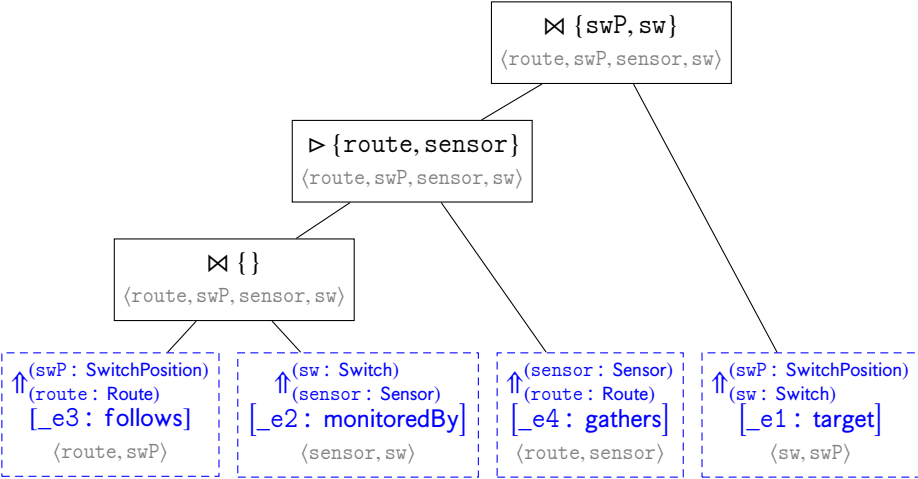 ⋈ {swP, sw}
⟨route, swP, sensor, sw⟩
▷ {route, sensor}
⟨route, swP, sensor, sw⟩
⋈ {}
⟨route, swP, sensor, sw⟩
⇑(swP: SwitchPosition)
(route: Route)
[_e3: follows]
⟨route, swP⟩
⇑(sw: Switch)
(sensor: Sensor)
[_e2: monitoredBy]
⟨sensor, sw⟩
⇑(sensor: Sensor)
(route: Route)
[_e4: gathers]
⟨route, sensor⟩
⇑(swP: SwitchPosition)
(sw: Switch)
[_e1: target]
⟨sw, swP⟩